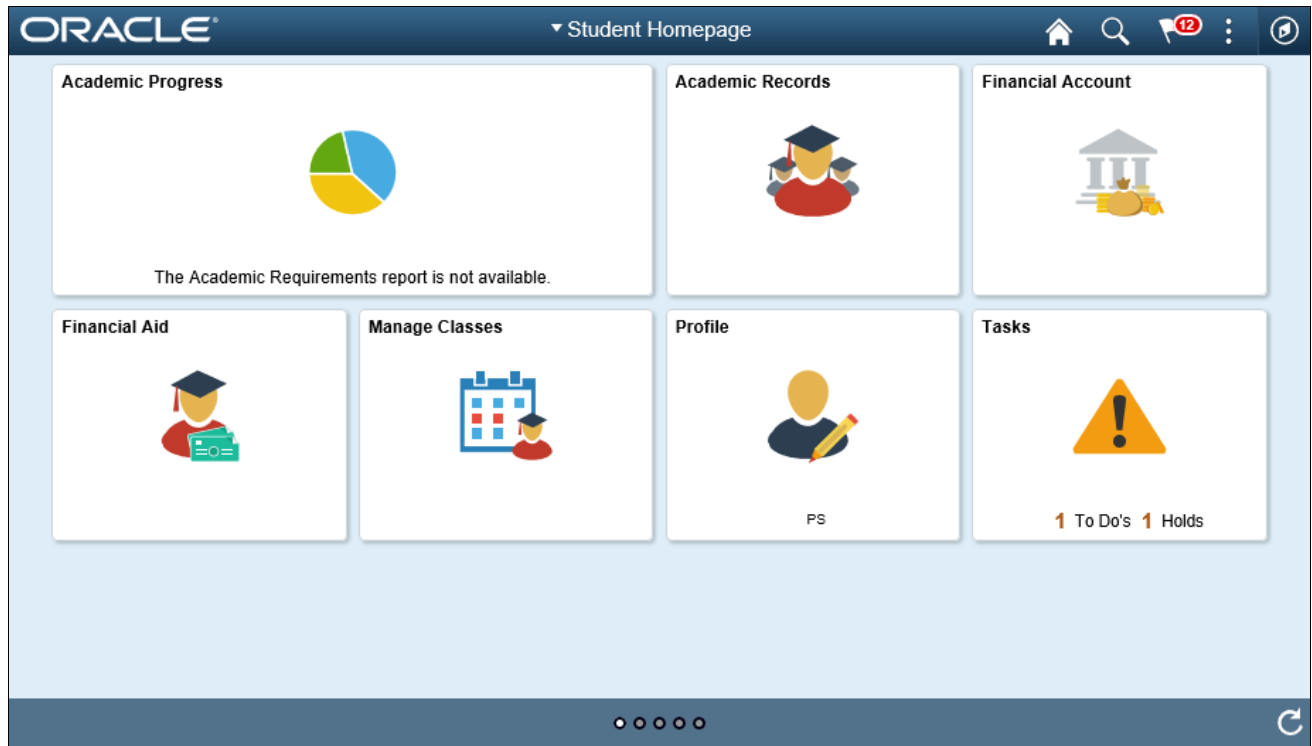 ORACLE
Student Homepage
12
Academic Progress
The Academic Requirements report is not available.
Academic Records
Financial Account
Financial Aid
Manage Classes
Profile
PS
Tasks
1 To Do's 1 Holds